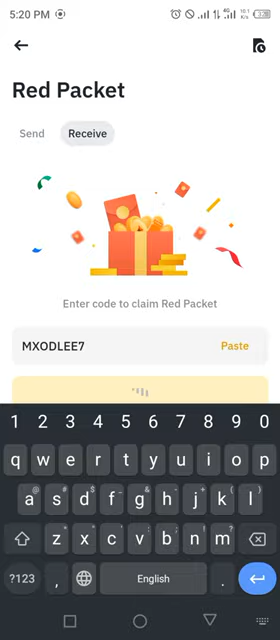 5:20 PM
Red Packet
Send Receive
Enter code to claim Red Packet
MXODLEE7 Paste
1 2 3 4 5 6 7 8 9 0
q w e r t y u i o p
a s d f g h j k l
z x c v b n m
?123 , English .